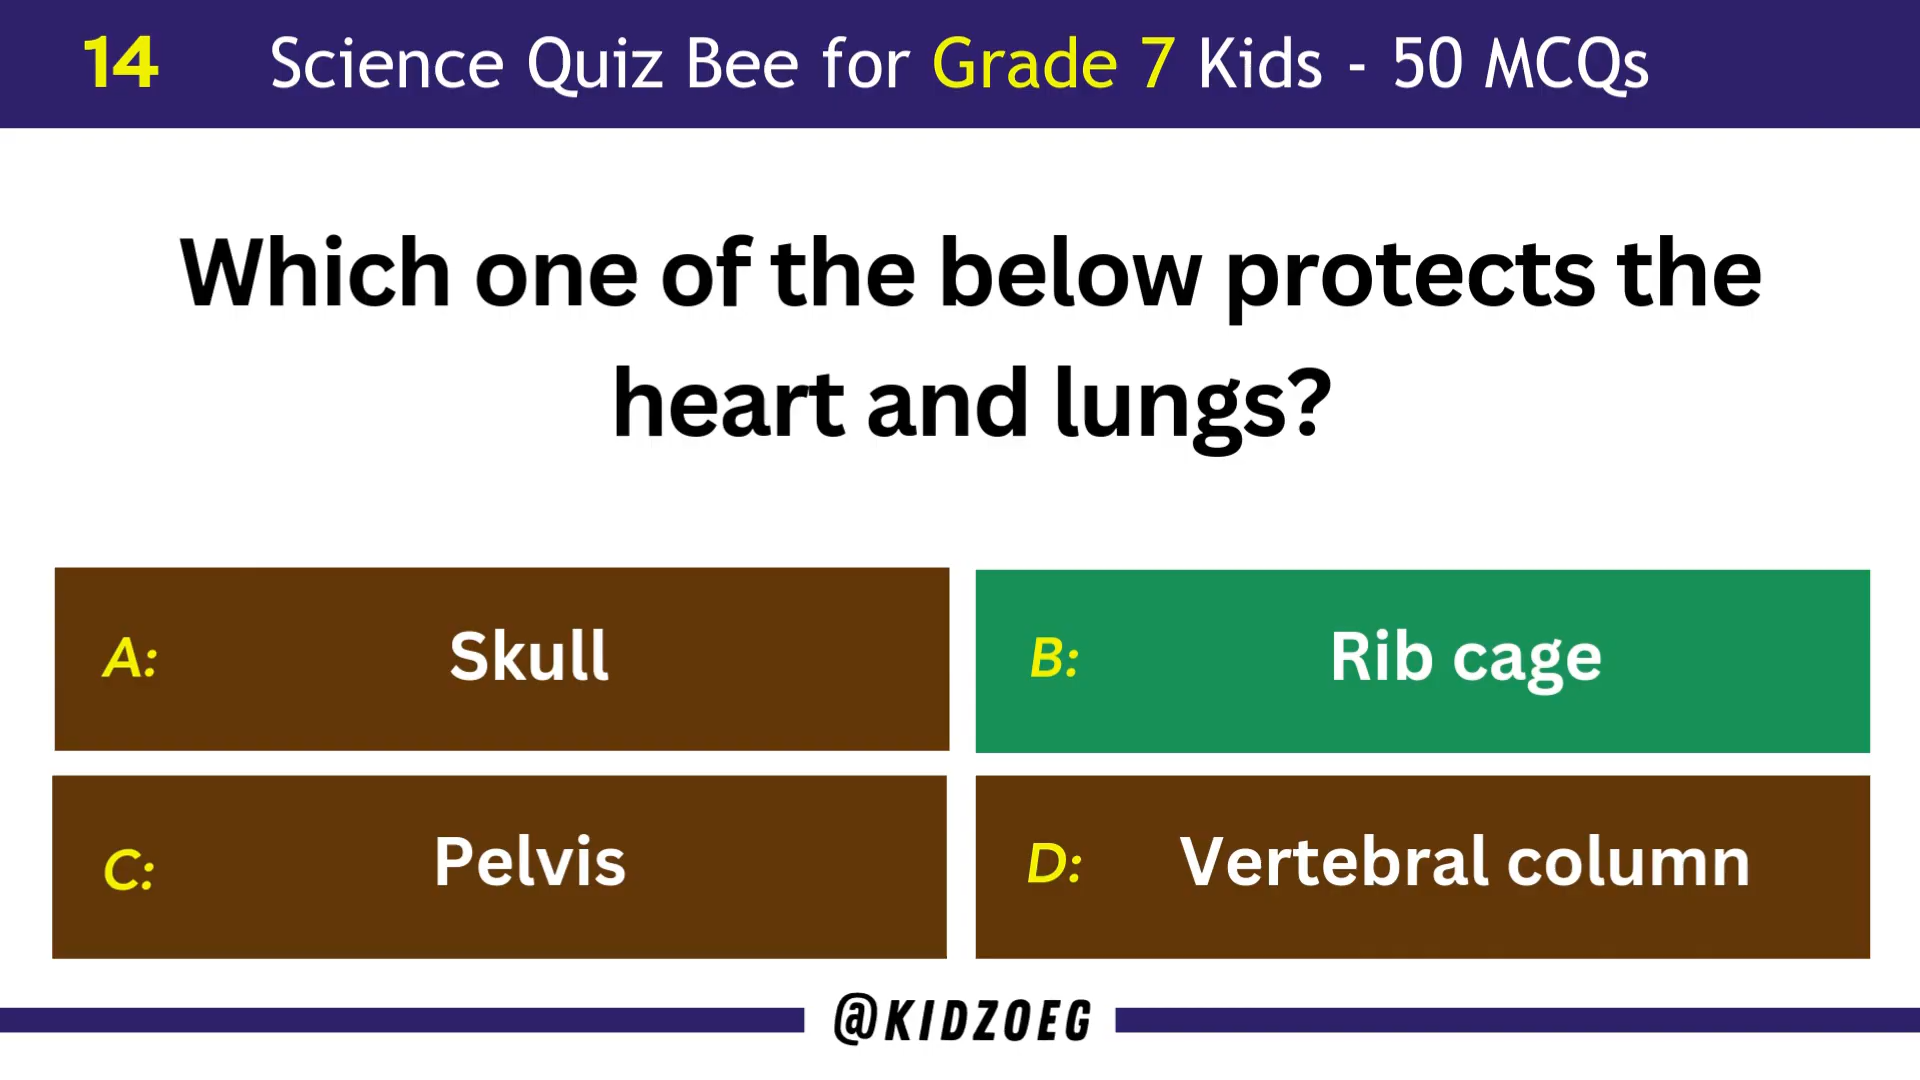 14 Science Quiz Bee for Grade 7 Kids - 50 MCQs
Which one of the below protects the
heart and lungs?
A: Skull
B: Rib cage
C: Pelvis
D: Vertebral column
@KIDZOEG